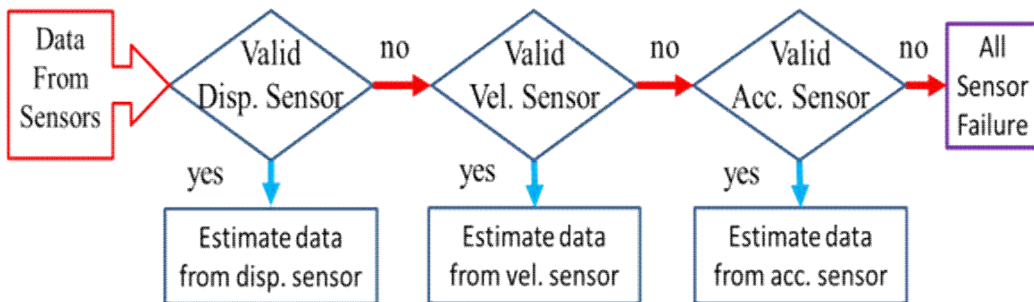 Data
From
Sensors
Valid
Disp. Sensor
no
Valid
Vel. Sensor
no
Valid
Acc. Sensor
no
All
Sensor
Failure
yes
yes
yes
Estimate data
from disp. sensor
Estimate data
from vel. sensor
Estimate data
from acc. sensor